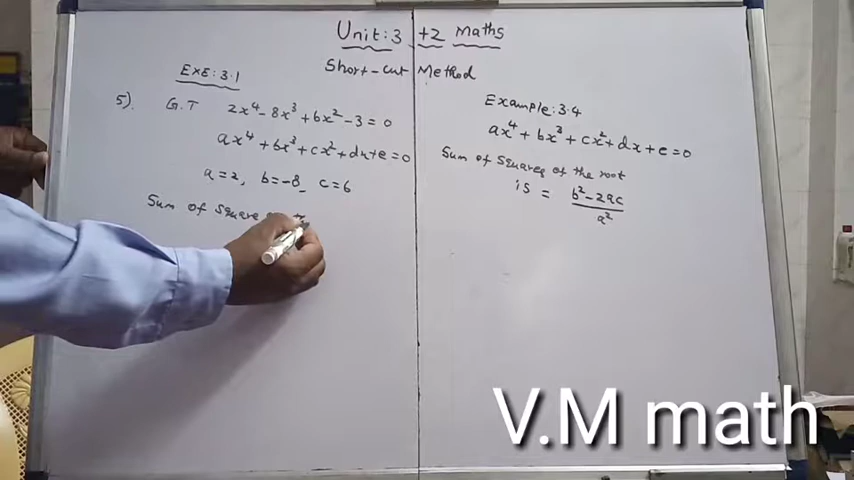 Unit:3 +2 Maths
Short-cut Method
EXE:3.1
5). G.T 2x⁴-8x³+6x²-3=0
ax⁴+bx³+cx²+dx+e=0
a=2, b=-8, c=6
Sum of Square
Example:3.4
ax⁴+bx³+cx²+dx+e=0
Sum of Squares of the root
is = b²-2ac
a²
V.M Maths